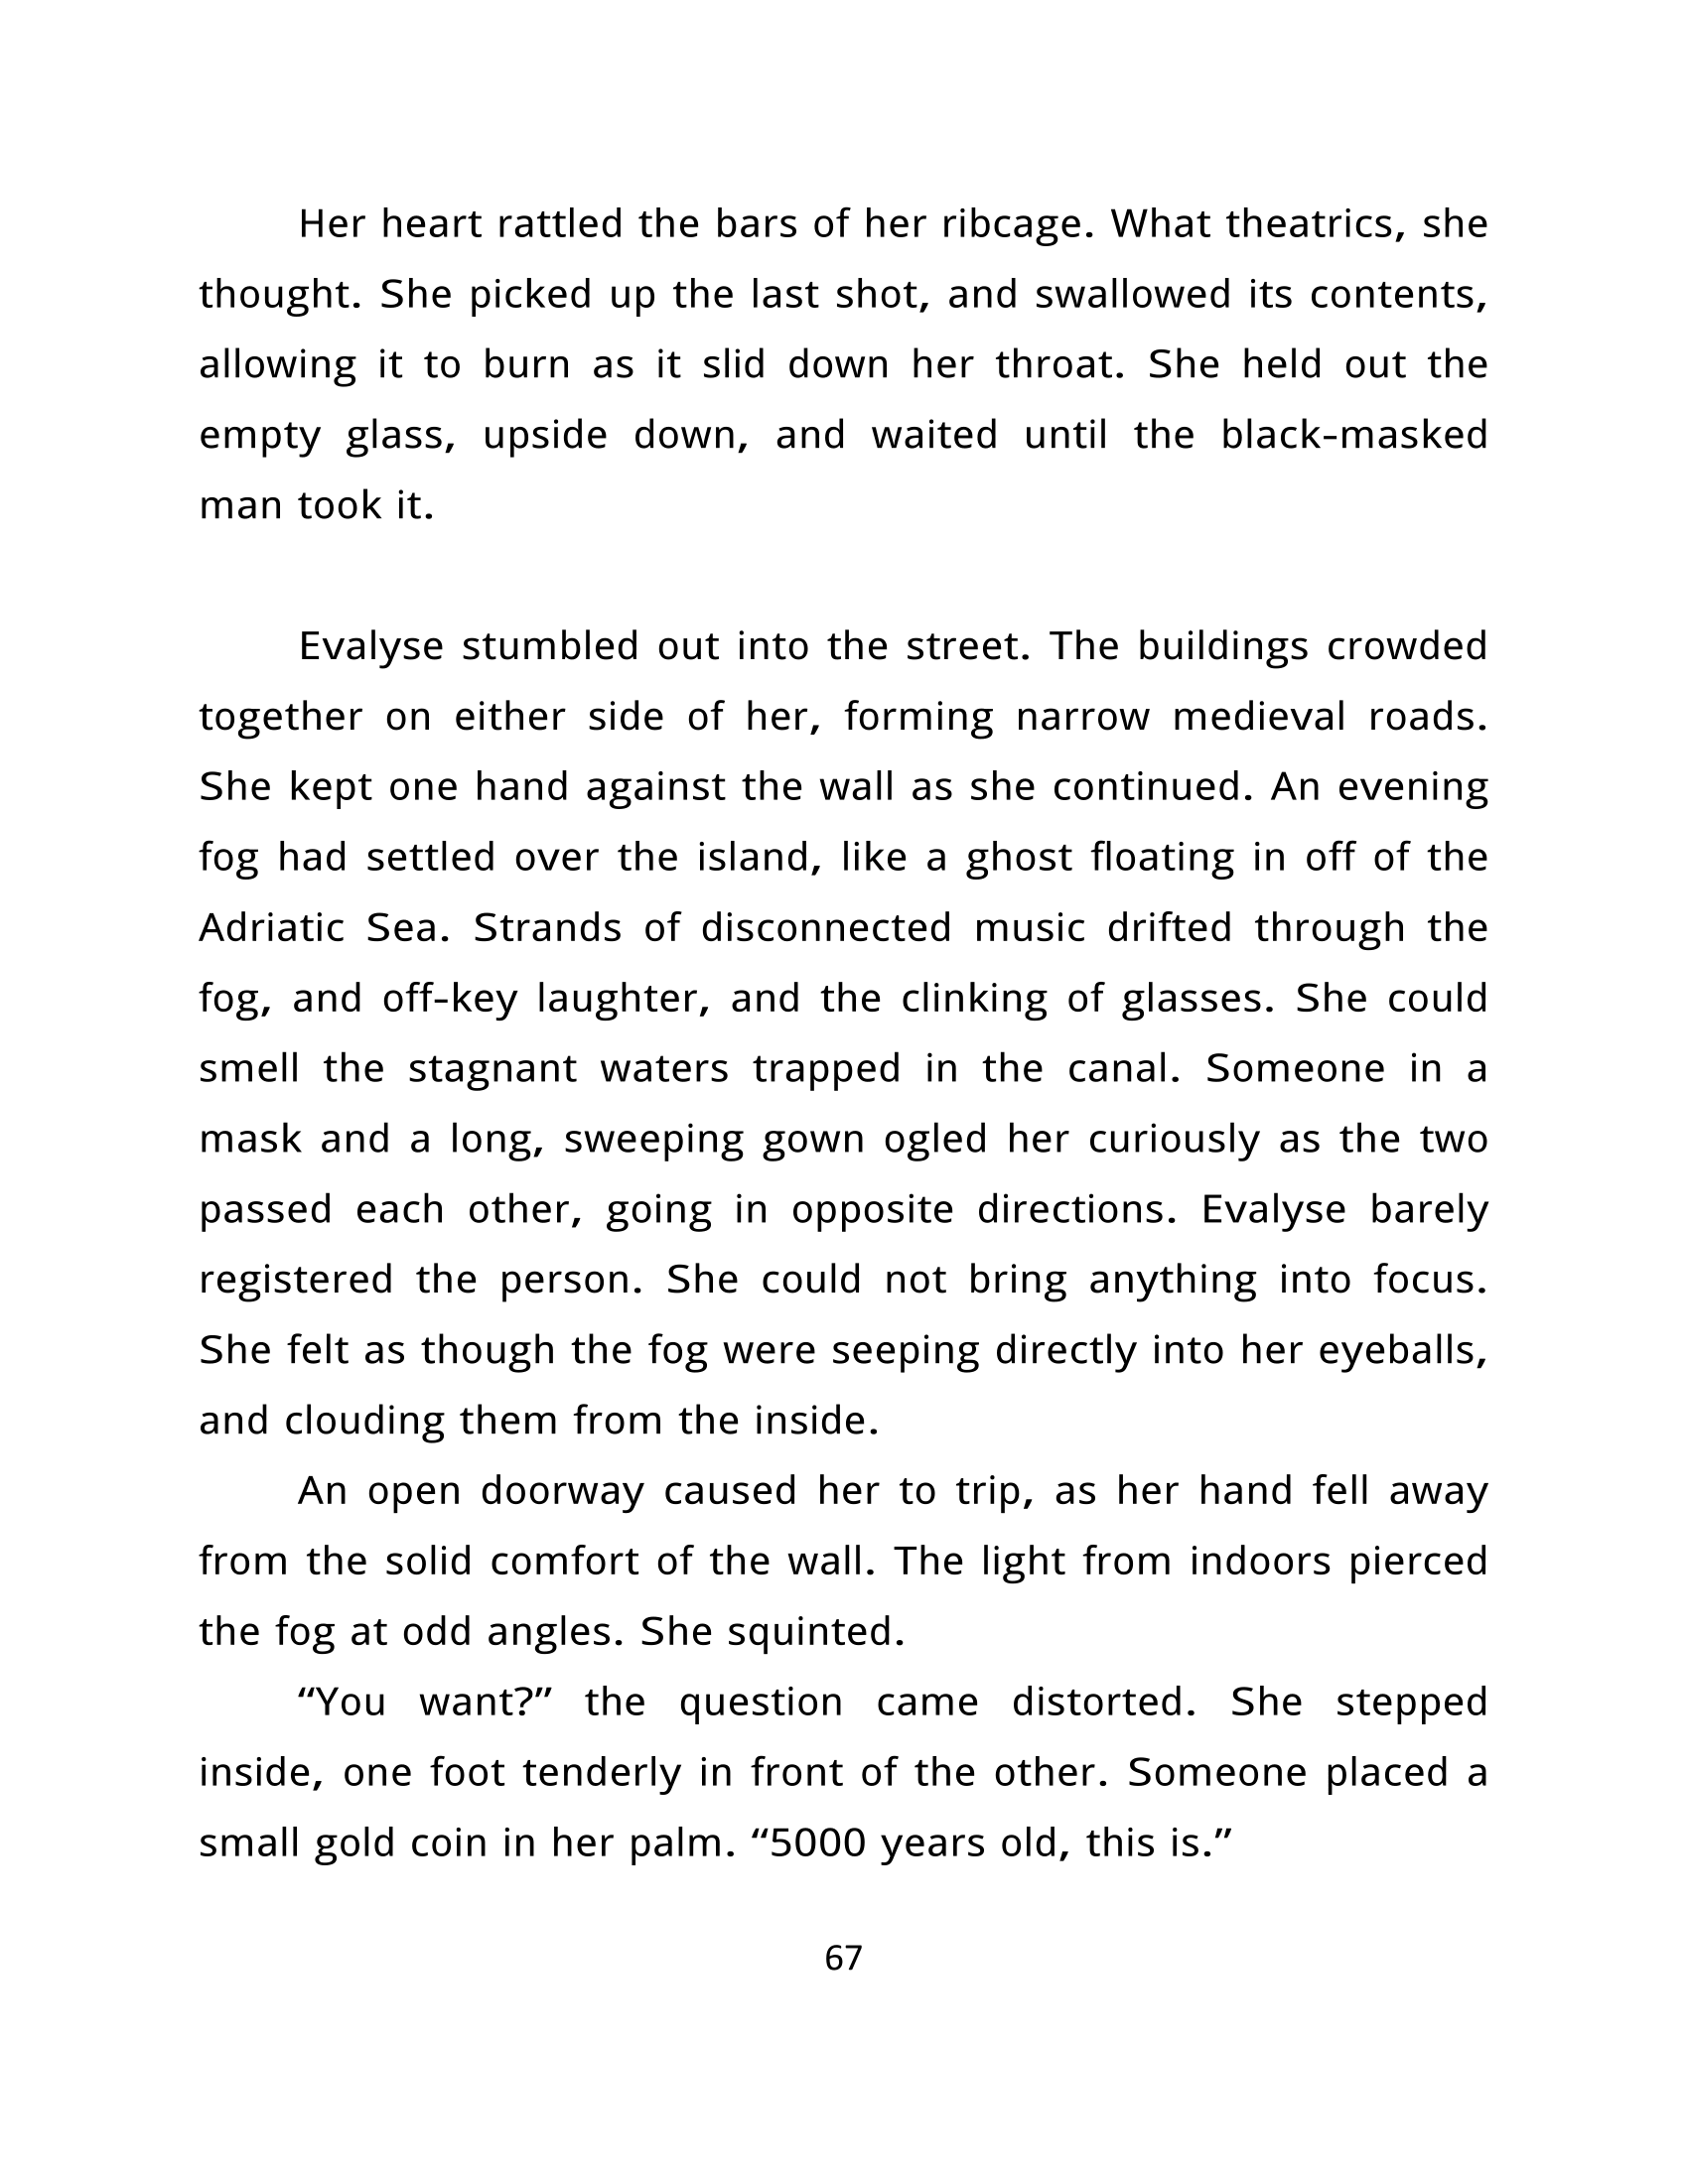 Her heart rattled the bars of her ribcage. What theatrics, she
thought. She picked up the last shot, and swallowed its contents,
allowing it to burn as it slid down her throat. She held out the
empty glass, upside down, and waited until the black-masked
man took it.
Evalyse stumbled out into the street. The buildings crowded
together on either side of her, forming narrow medieval roads.
She kept one hand against the wall as she continued. An evening
fog had settled over the island, like a ghost floating in off of the
Adriatic Sea. Strands of disconnected music drifted through the
fog, and off-key laughter, and the clinking of glasses. She could
smell the stagnant waters trapped in the canal. Someone in a
mask and a long, sweeping gown ogled her curiously as the two
passed each other, going in opposite directions. Evalyse barely
registered the person. She could not bring anything into focus.
She felt as though the fog were seeping directly into her eyeballs,
and clouding them from the inside.
An open doorway caused her to trip, as her hand fell away
from the solid comfort of the wall. The light from indoors pierced
the fog at odd angles. She squinted.
“You want?” the question came distorted. She stepped
inside, one foot tenderly in front of the other. Someone placed a
small gold coin in her palm. “5000 years old, this is.”
67